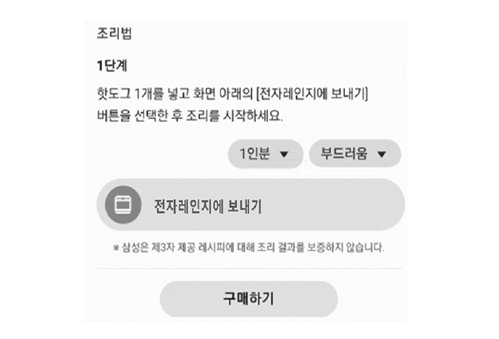 조리법
1단계
핫도그 1개를 넣고 화면 아래의 [전자레인지에 보내기]
버튼을 선택한 후 조리를 시작하세요.
1인분 ▼ 부드러움 ▼
전자레인지에 보내기
※ 삼성은 제3자 제공 레시피에 대해 조리 결과를 보증하지 않습니다.
구매하기